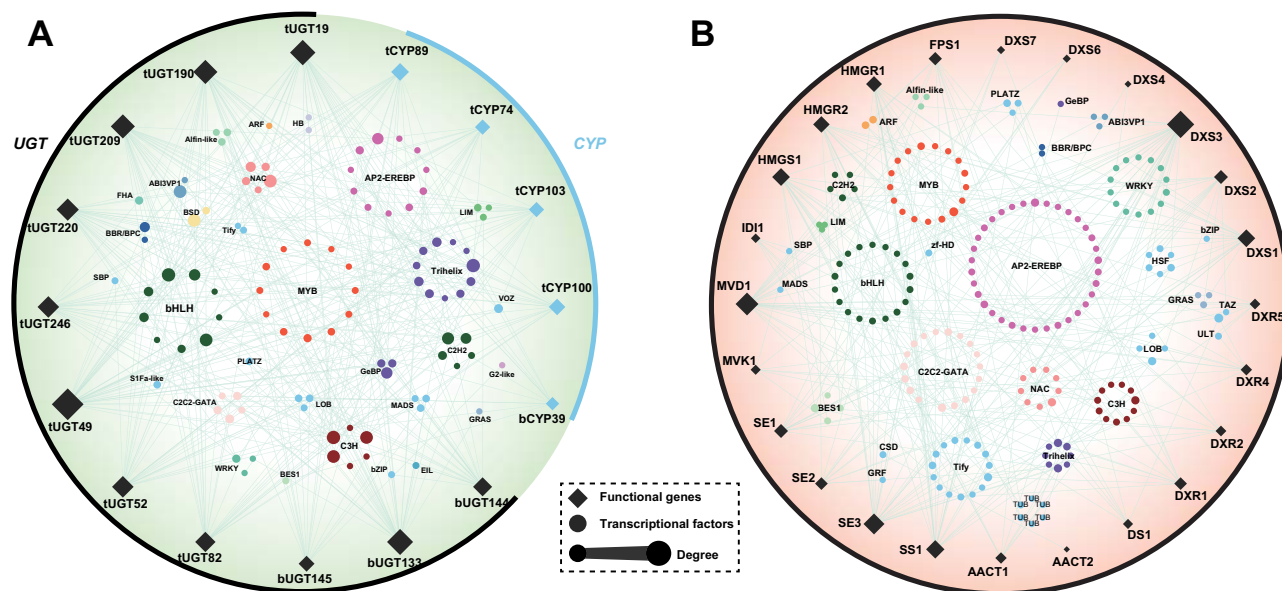 A
UGT
CYP
tUGT19
tCYP89
tUGT190
tCYP74
tUGT209
tCYP103
tUGT220
tCYP100
tUGT246
bCYP39
tUGT49
bUGT144
tUGT52
bUGT133
tUGT82
bUGT145
Alfin-like
ARF
HB
NAC
AP2-EREBP
ABI3VP1
FHA
BSD
LIM
BBR/BPC
Tify
Trihelix
SBP
bHLH
MYB
VOZ
PLATZ
C2H2
S1Fa-like
GeBP
G2-like
C2C2-GATA
LOB
MADS
GRAS
C3H
WRKY
BES1
bZIP
EIL
Functional genes
Transcriptional factors
Degree
B
FPS1
DXS7
DXS6
DXS4
HMGR1
HMGR2
DXS3
HMGS1
DXS2
IDI1
DXS1
MVD1
DXR5
MVK1
DXR4
SE1
DXR2
SE2
DXR1
SE3
DS1
SS1
AACT1
AACT2
Alfin-like
PLATZ
GeBP
ARF
ABI3VP1
BBR/BPC
C2H2
MYB
WRKY
LIM
SBP
zf-HD
bZIP
AP2-EREBP
HSF
MADS
bHLH
GRAS
TAZ
ULT
C2C2-GATA
LOB
NAC
BES1
C3H
CSD
GRF
Tify
Trihelix
TUB
TUB
TUB
TUB
TUB
TUB